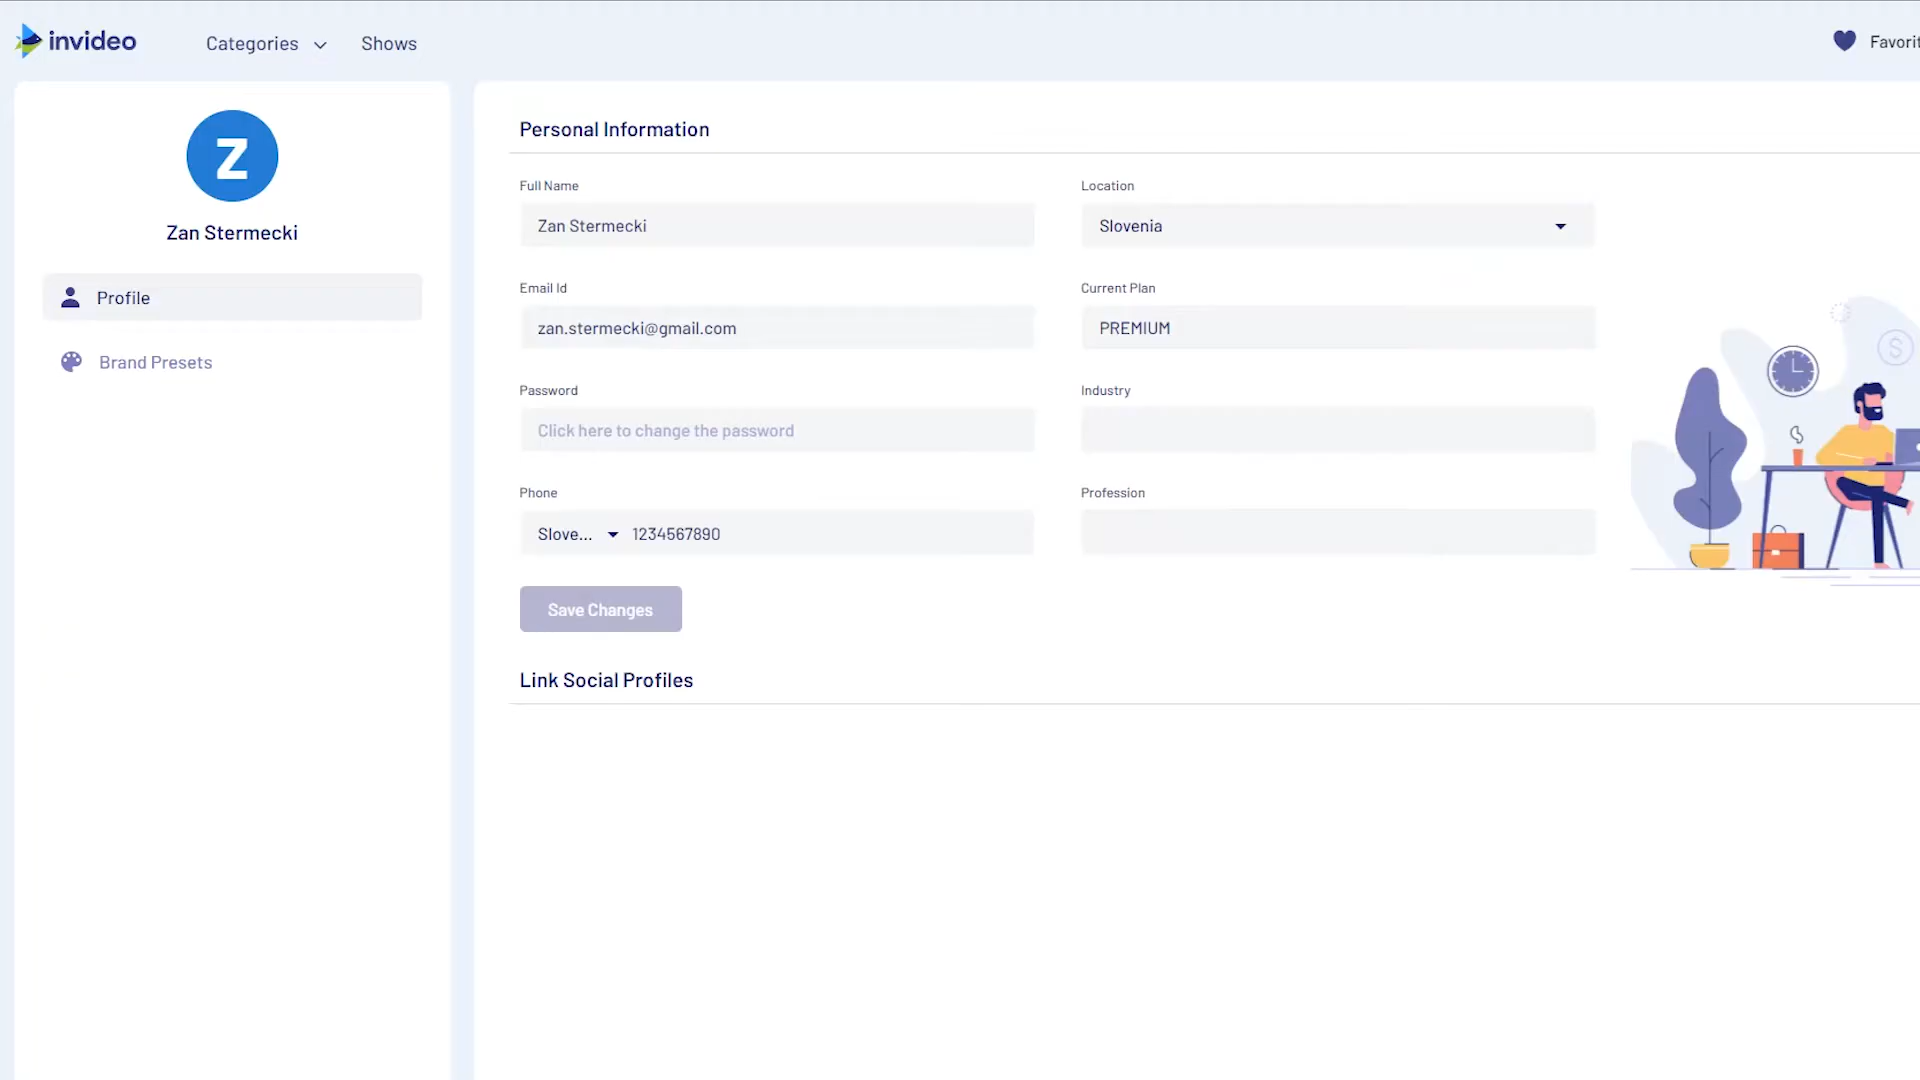 invideo
Categories
Shows
Favorit
Z
Zan Stermecki
Profile
Brand Presets
Personal Information
Full Name
Zan Stermecki
Location
Slovenia
Email Id
zan.stermecki@gmail.com
Current Plan
PREMIUM
Password
Click here to change the password
Industry
Phone
Slove...
1234567890
Profession
Save Changes
Link Social Profiles